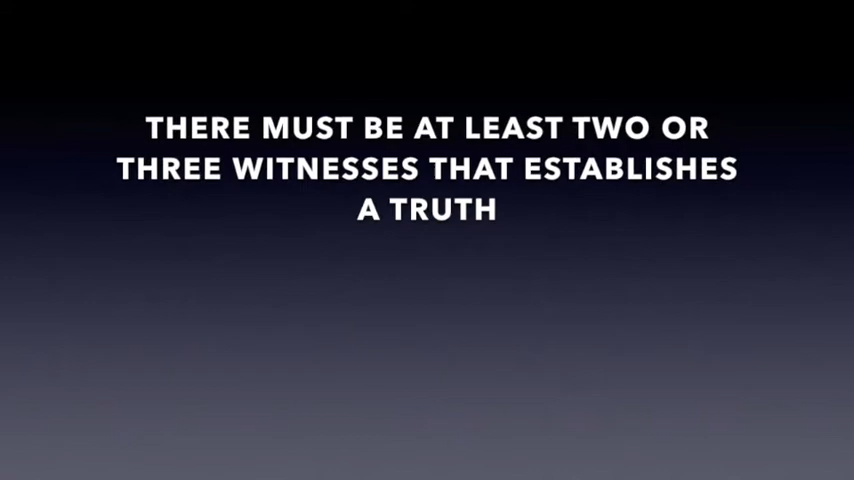 THERE MUST BE AT LEAST TWO OR
THREE WITNESSES THAT ESTABLISHES
A TRUTH